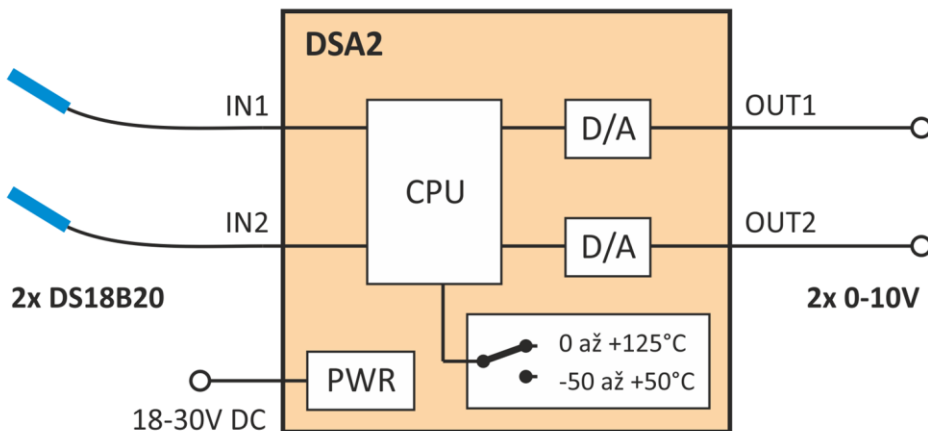 DSA2
IN1
OUT1
D/A
CPU
IN2
OUT2
D/A
2x DS18B20
2x 0-10V
0 až +125°C
-50 až +50°C
PWR
18-30V DC